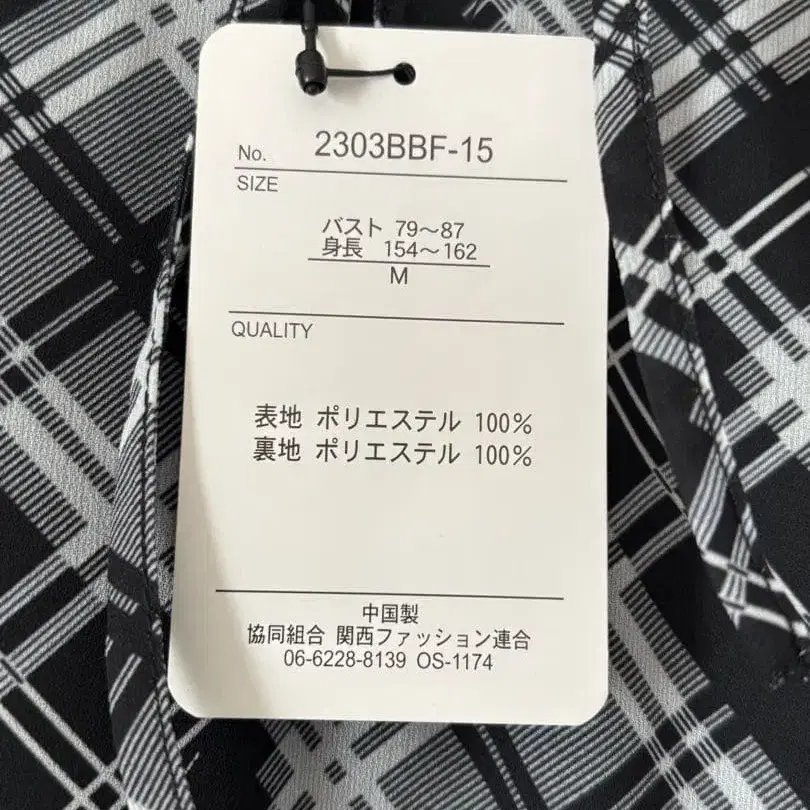 No. 2303BBF-15
SIZE
バスト 79〜87
身長 154〜162
M
QUALITY
表地 ポリエステル 100%
裏地 ポリエステル 100%
中国製
協同組合 関西ファッション連合
06-6228-8139 OS-1174